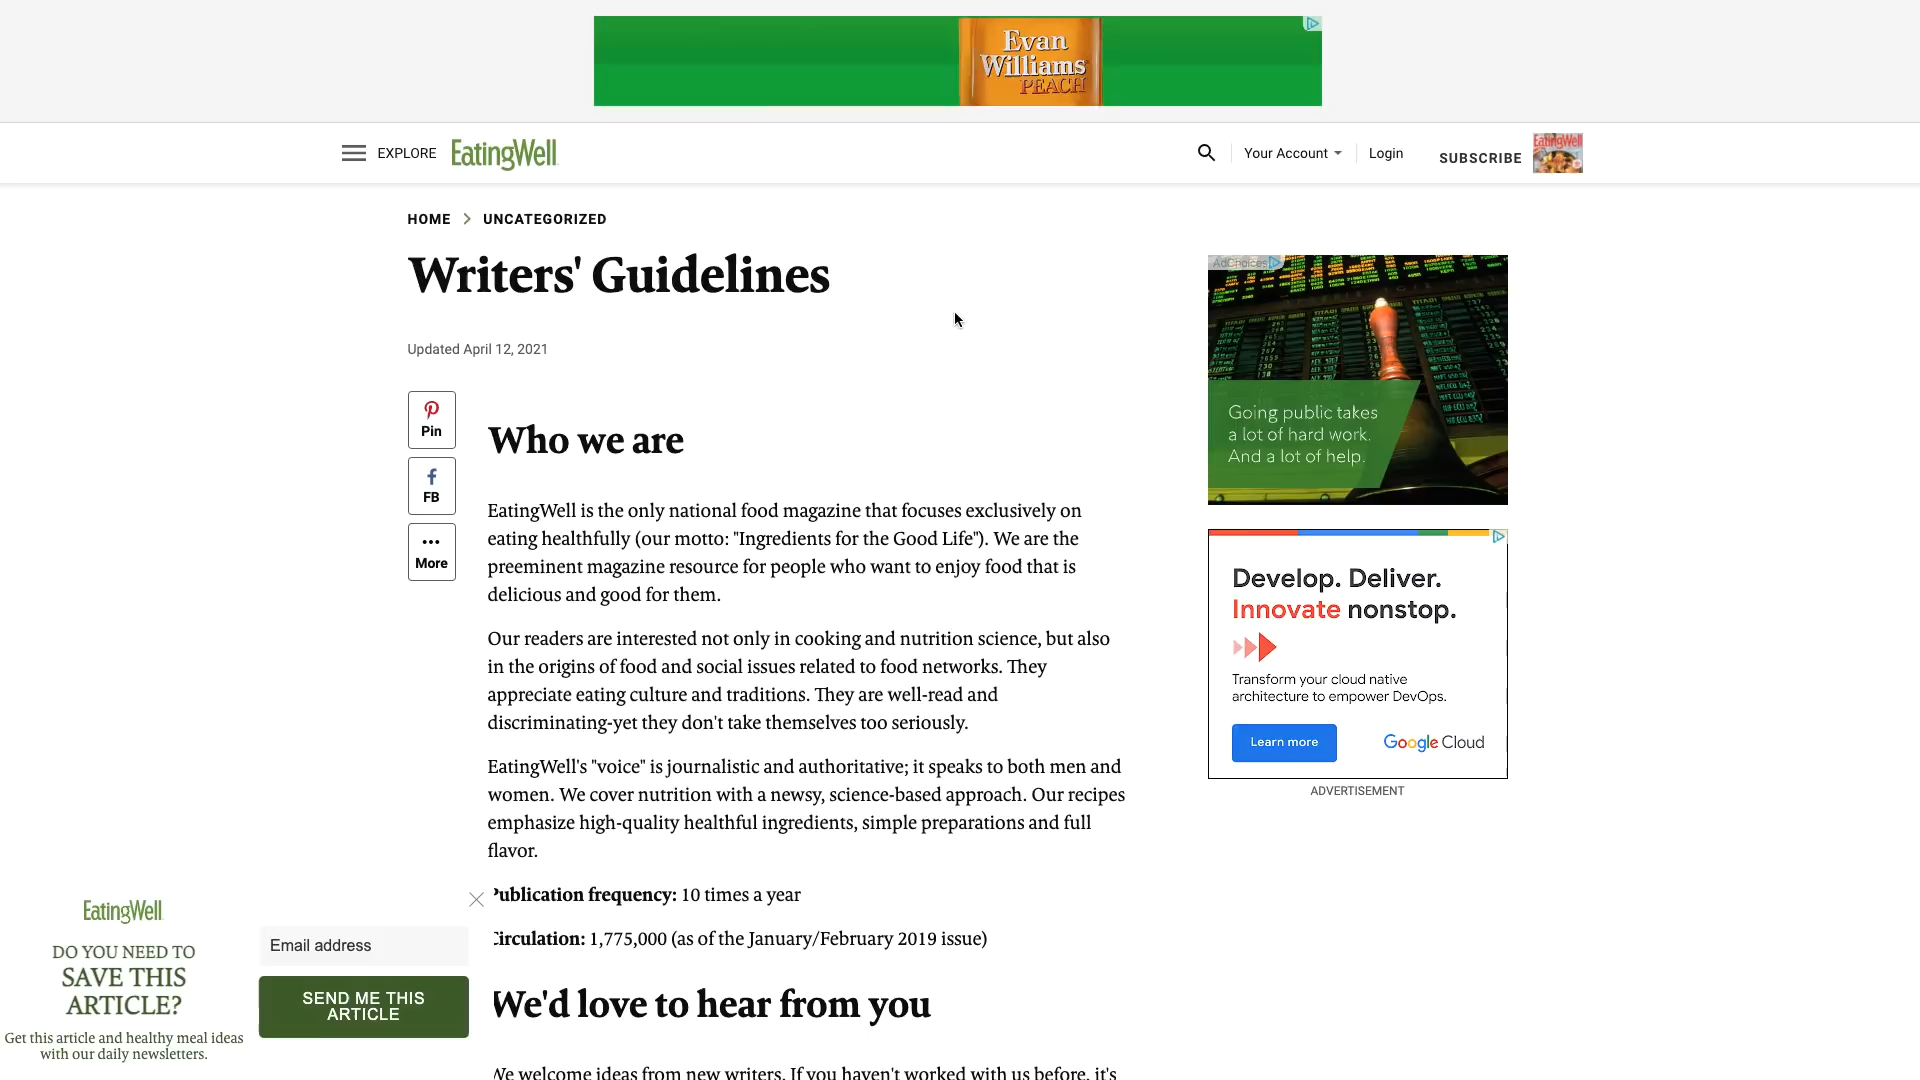 Evan
Williams
PEACH
EXPLORE
EatingWell
Your Account
Login
SUBSCRIBE
EatingWell
HOME
UNCATEGORIZED
Writers' Guidelines
Updated April 12, 2021
Pin
FB
More
Who we are
EatingWell is the only national food magazine that focuses exclusively on
eating healthfully (our motto: "Ingredients for the Good Life"). We are the
preeminent magazine resource for people who want to enjoy food that is
delicious and good for them.
Our readers are interested not only in cooking and nutrition science, but also
in the origins of food and social issues related to food networks. They
appreciate eating culture and traditions. They are well-read and
discriminating-yet they don't take themselves too seriously.
EatingWell's "voice" is journalistic and authoritative; it speaks to both men and
women. We cover nutrition with a newsy, science-based approach. Our recipes
emphasize high-quality healthful ingredients, simple preparations and full
flavor.
Publication frequency: 10 times a year
Circulation: 1,775,000 (as of the January/February 2019 issue)
We'd love to hear from you
We welcome ideas from new writers. If you haven't worked with us before, it's
AdChoices
Going public takes
a lot of hard work.
And a lot of help.
Develop. Deliver.
Innovate nonstop.
Transform your cloud native
architecture to empower DevOps.
Learn more
Google Cloud
ADVERTISEMENT
EatingWell
DO YOU NEED TO
SAVE THIS
ARTICLE?
Get this article and healthy meal ideas
with our daily newsletters.
Email address
SEND ME THIS
ARTICLE